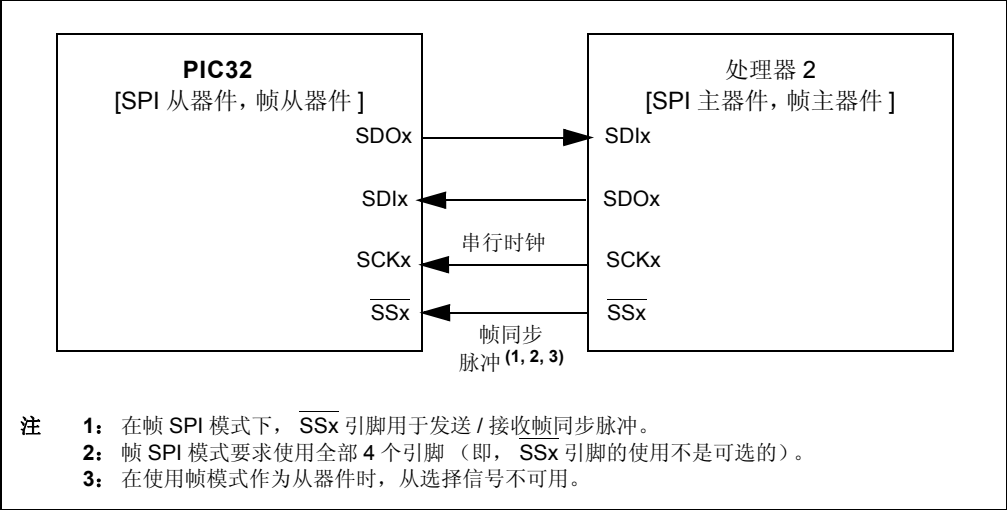 PIC32
[SPI 从器件，帧从器件 ]
处理器 2
[SPI 主器件，帧主器件 ]
SDOx
SDIx
SDIx
SDOx
串行时钟
SCKx
SCKx
SSx
SSx
帧同步
脉冲 (1, 2, 3)
注 1： 在帧 SPI 模式下， SSx 引脚用于发送 / 接收帧同步脉冲。
2： 帧 SPI 模式要求使用全部 4 个引脚 （即， SSx 引脚的使用不是可选的）。
3： 在使用帧模式作为从器件时，从选择信号不可用。